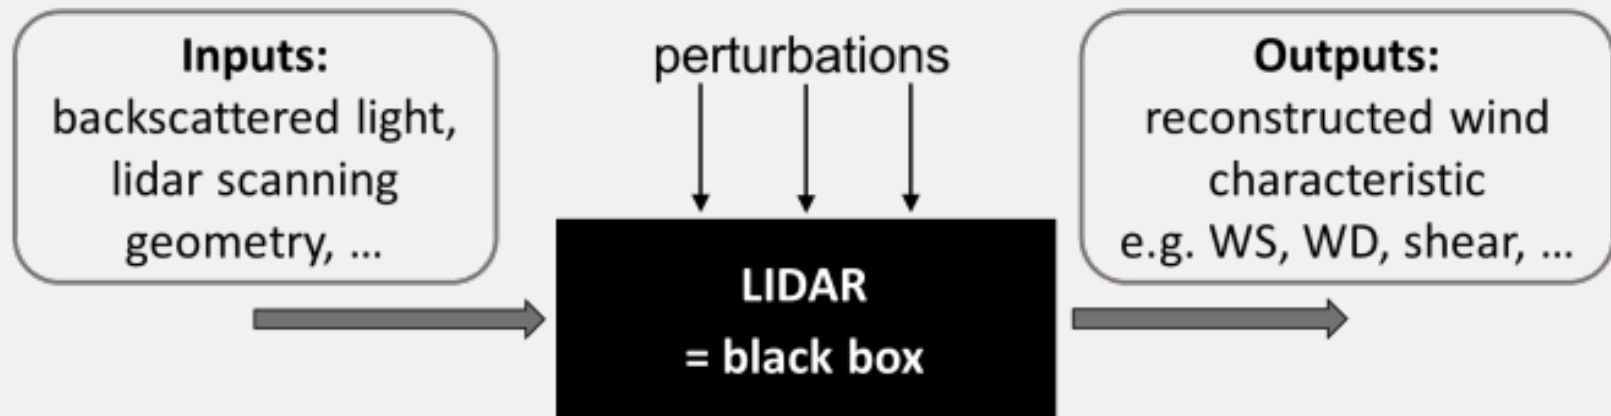 Inputs:
backscattered light,
lidar scanning
geometry, ...
perturbations
LIDAR
= black box
Outputs:
reconstructed wind
characteristic
e.g. WS, WD, shear, ...